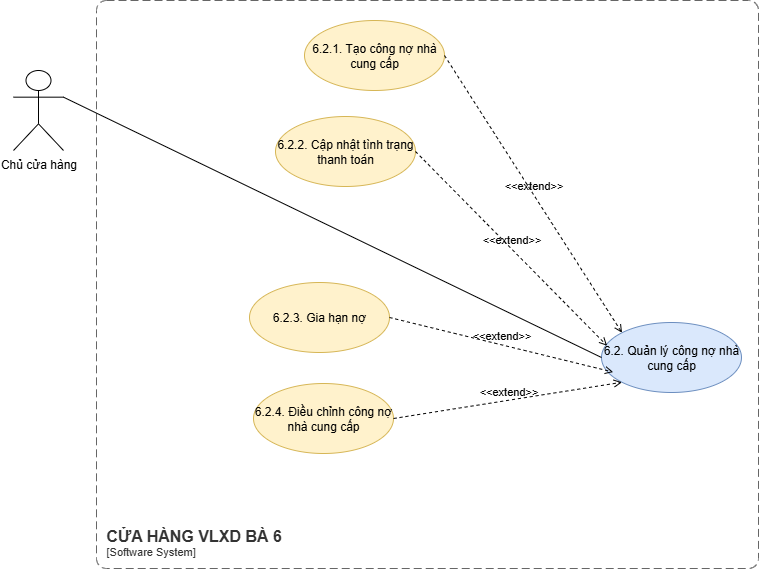 6.2.1. Tạo công nợ nhà
cung cấp
6.2.2. Cập nhật tình trạng
thanh toán
Chủ cửa hàng
<<extend>>
<<extend>>
6.2.3. Gia hạn nợ
<<extend>>
6.2. Quản lý công nợ nhà
cung cấp
<<extend>>
6.2.4. Điều chỉnh công nợ
nhà cung cấp
CỬA HÀNG VLXD BÀ 6
[Software System]